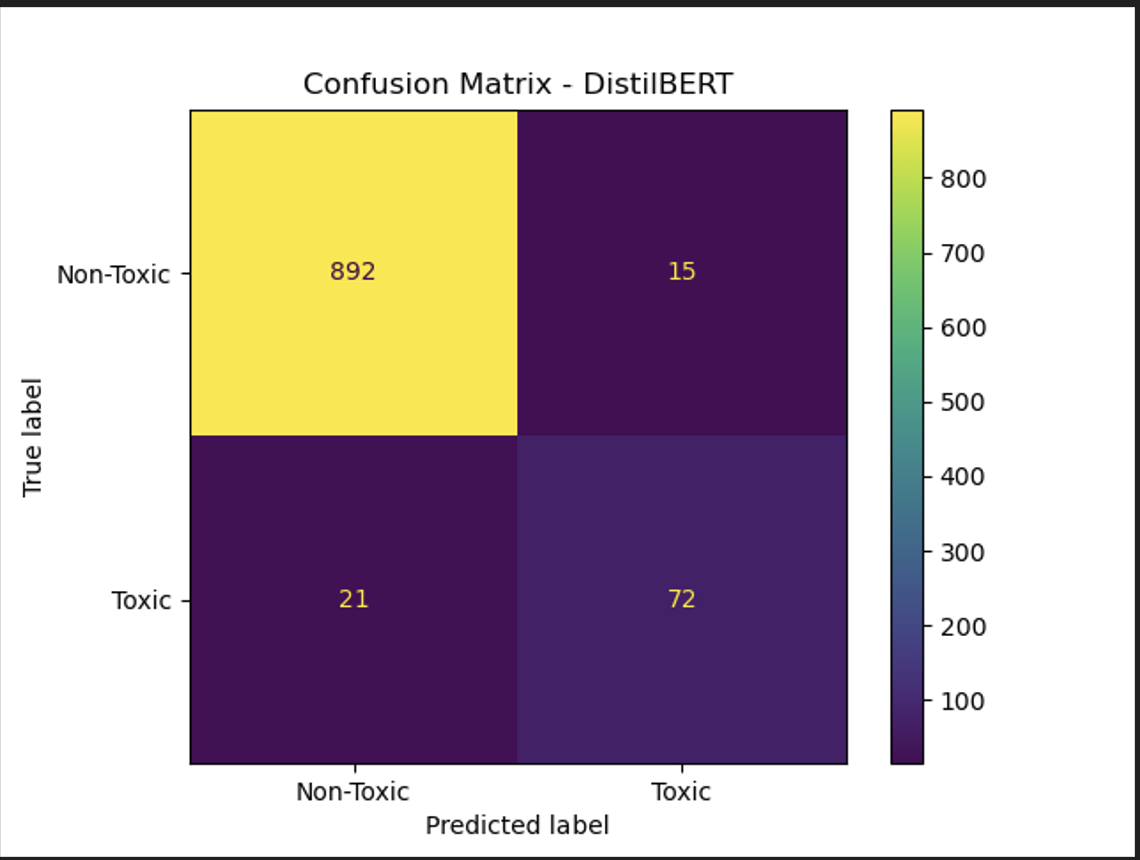 Confusion Matrix - DistilBERT
Non-Toxic
Toxic
True label
892
15
21
72
Non-Toxic
Toxic
Predicted label
800
700
600
500
400
300
200
100